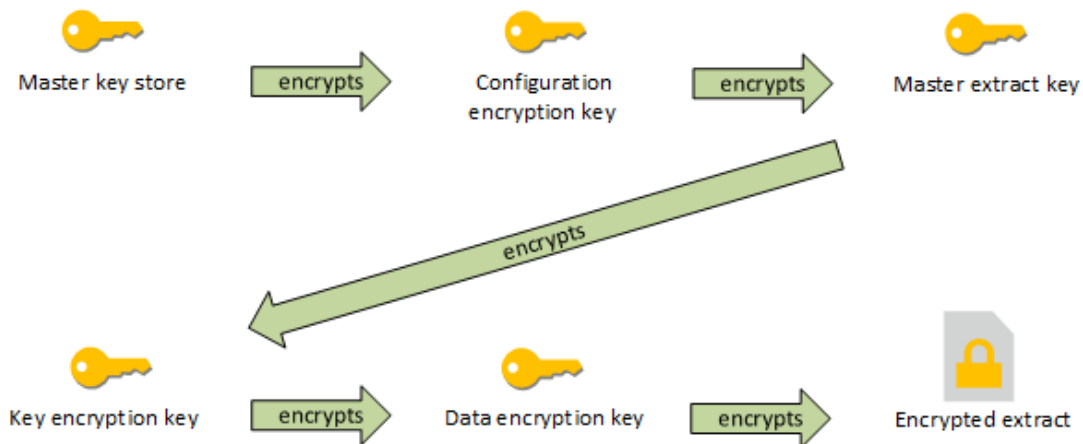 Master key store
encrypts
Configuration
encryption key
encrypts
Master extract key
encrypts
Key encryption key
encrypts
Data encryption key
encrypts
Encrypted extract